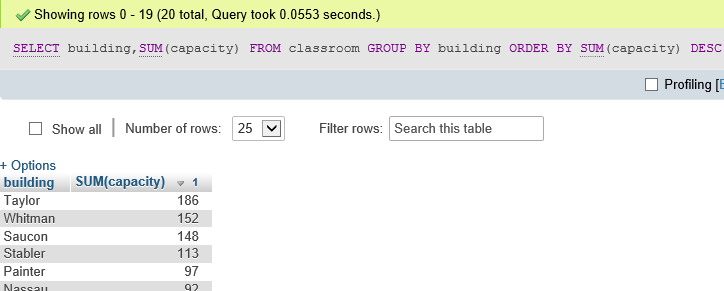 Showing rows 0 - 19 (20 total, Query took 0.0553 seconds.)
SELECT building,SUM(capacity) FROM classroom GROUP BY building ORDER BY SUM(capacity) DESC
Profiling [
Show all Number of rows: 25 Filter rows: Search this table
+ Options
building SUM(capacity) 1
Taylor 186
Whitman 152
Saucon 148
Stabler 113
Painter 97
Nassau 92